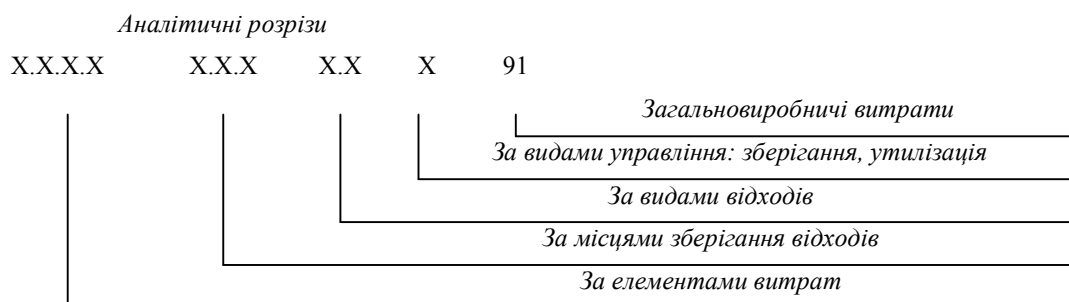 Аналітичні розрізи
X.X.X.X X.X.X X.X X 91
Загальновиробничі витрати
За видами управління: зберігання, утилізація
За видами відходів
За місцями зберігання відходів
За елементами витрат